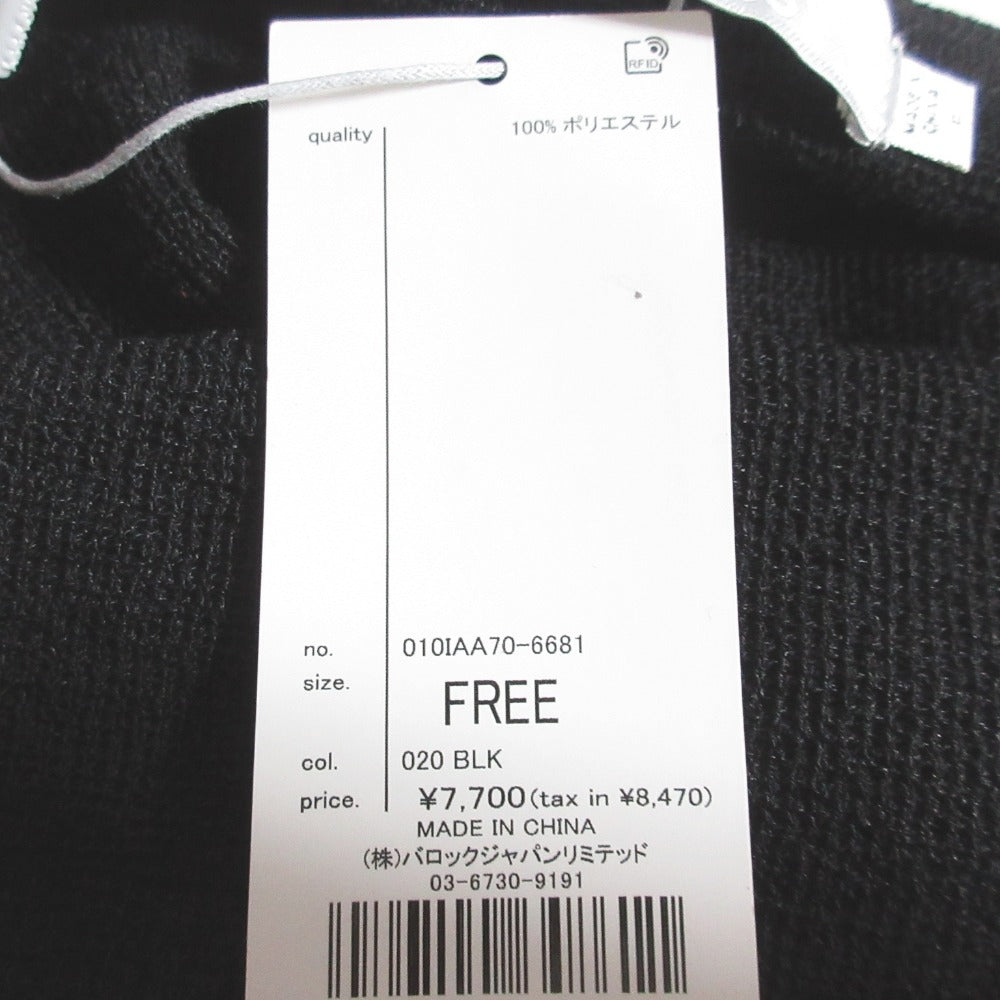 RFID
quality 100% ポリエステル
no. 010IAA70-6681
size. FREE
col. 020 BLK
price. ¥7,700(tax in ¥8,470)
MADE IN CHINA
(株)バロックジャパンリミテッド
03-6730-9191